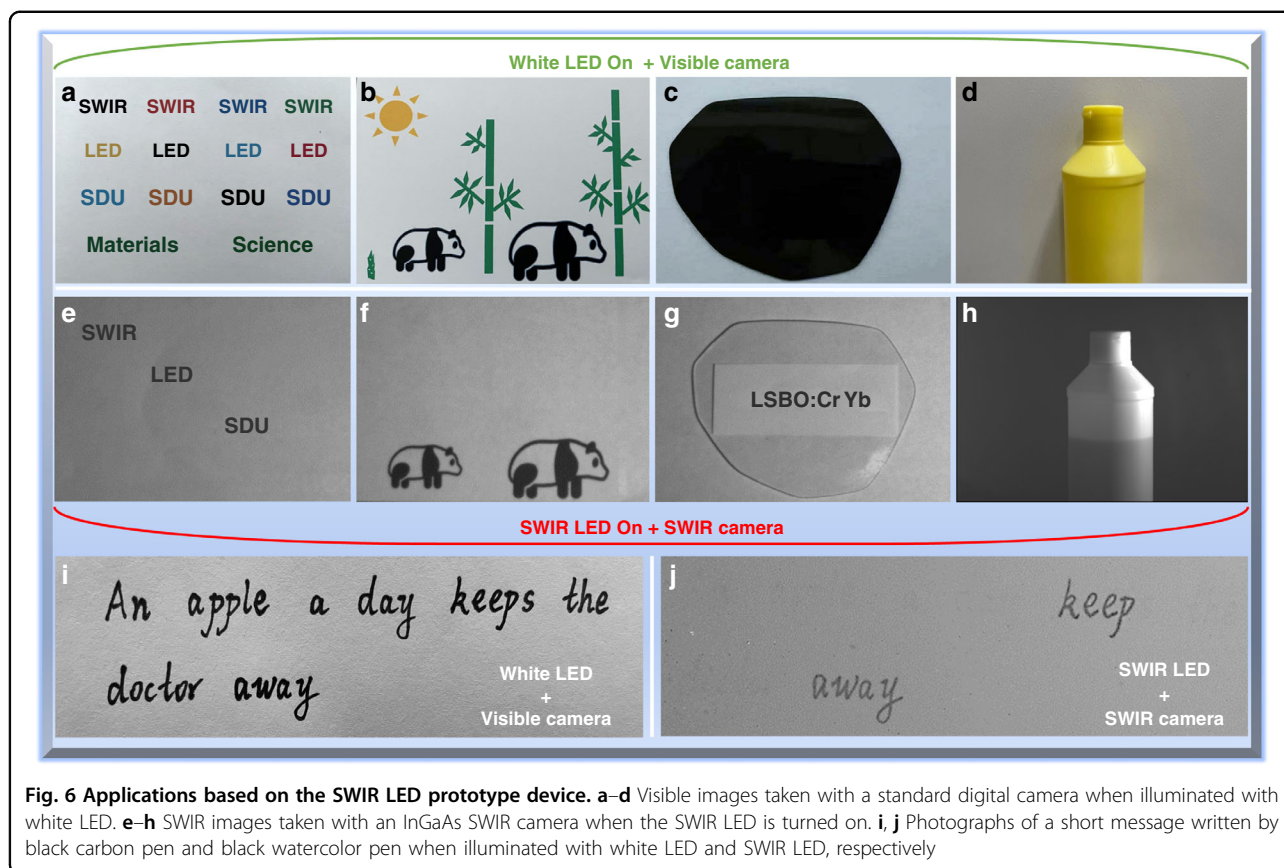 White LED On + Visible camera
a b c d
SWIR SWIR SWIR SWIR
LED LED LED LED
SDU SDU SDU SDU
Materials Science
e f g h
SWIR
LED
SDU
LSBO:Cr Yb
SWIR LED On + SWIR camera
i
An apple a day keeps the
doctor away
White LED
+
Visible camera
j
keep
away
SWIR LED
+
SWIR camera
Fig. 6 Applications based on the SWIR LED prototype device. a–d Visible images taken with a standard digital camera when illuminated with
white LED. e–h SWIR images taken with an InGaAs SWIR camera when the SWIR LED is turned on. i, j Photographs of a short message written by
black carbon pen and black watercolor pen when illuminated with white LED and SWIR LED, respectively